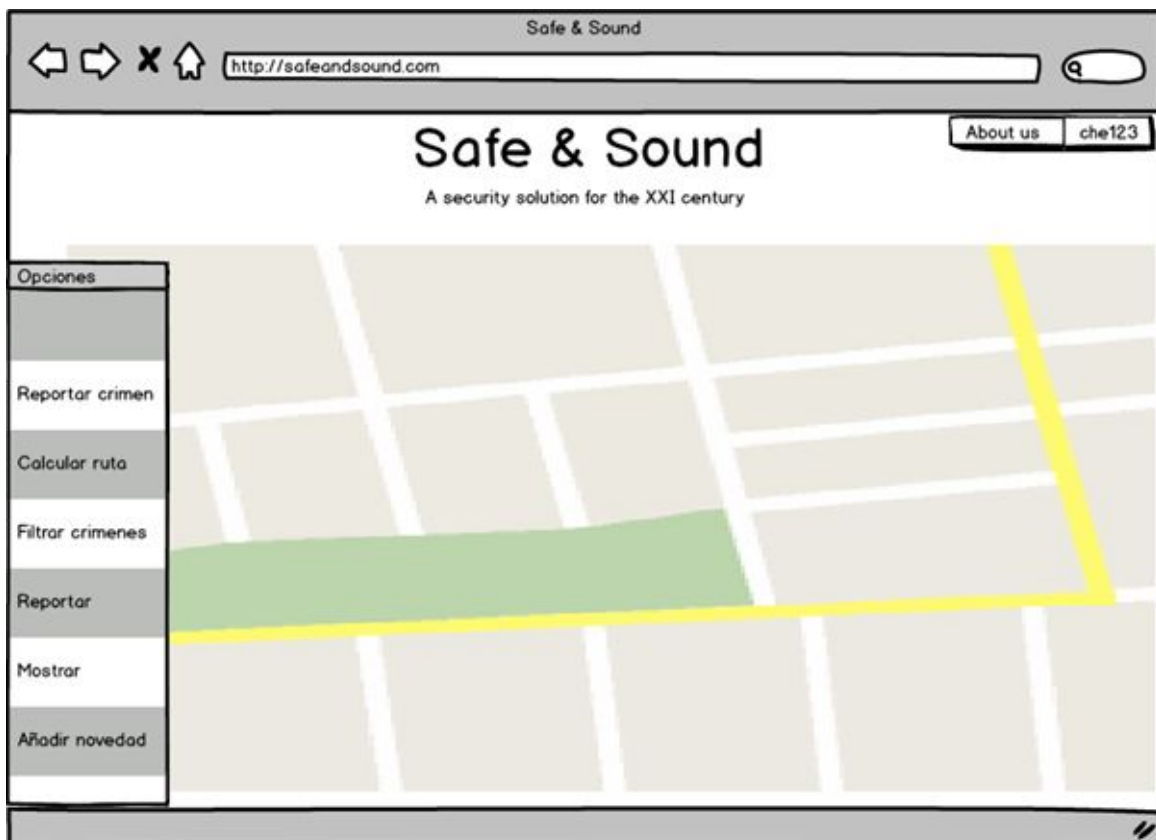 Safe & Sound
http://safeandsound.com
About us
che123
Safe & Sound
A security solution for the XXI century
Opciones
Reportar crimen
Calcular ruta
Filtrar crimenes
Reportar
Mostrar
Añadir novedad